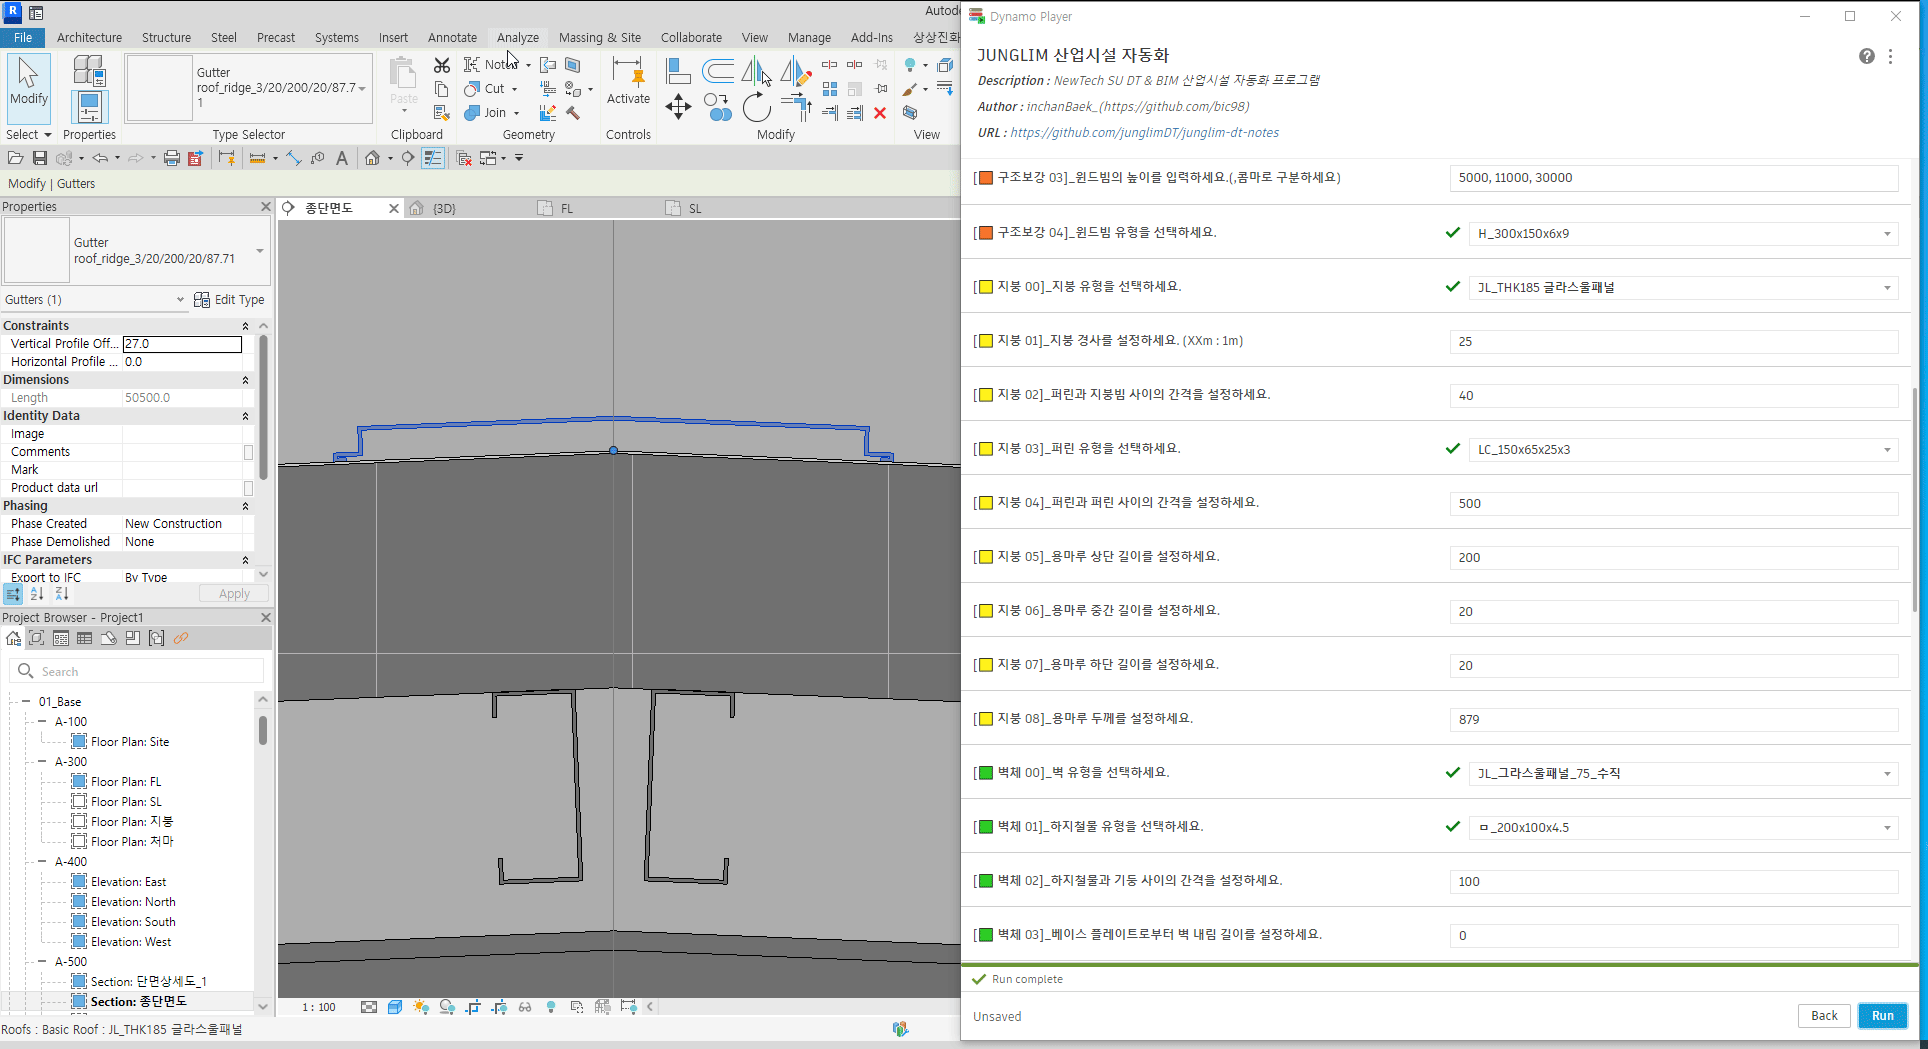 R
Autode
File
Architecture
Structure
Steel
Precast
Systems
Insert
Annotate
Analyze
Massing & Site
Collaborate
View
Manage
Add-Ins
상상진화
Modify
Gutter
roof_ridge_3/20/200/20/87.7
1
Paste
Cut
Join
Activate
Select
Properties
Type Selector
Clipboard
Geometry
Controls
Modify
View
Modify | Gutters
Properties
종단면도
{3D}
FL
SL
Gutter
roof_ridge_3/20/200/20/87.71
Gutters (1)
Edit Type
Constraints
Vertical Profile Off...
27.0
Horizontal Profile ...
0.0
Dimensions
Length
50500.0
Identity Data
Image
Comments
Mark
Product data url
Phasing
Phase Created
New Construction
Phase Demolished
None
IFC Parameters
Export to IFC
By Type
Apply
Project Browser - Project1
Search
01_Base
A-100
Floor Plan: Site
A-300
Floor Plan: FL
Floor Plan: SL
Floor Plan: 지붕
Floor Plan: 처마
A-400
Elevation: East
Elevation: North
Elevation: South
Elevation: West
A-500
Section: 단면상세도_1
Section: 종단면도
1 : 100
Roofs : Basic Roof : JL_THK185 글라스울패널
Dynamo Player
JUNGLIM 산업시설 자동화
Description : NewTech SU DT & BIM 산업시설 자동화 프로그램
Author : inchanBaek_(https://github.com/bic98)
URL : https://github.com/junglimDT/junglim-dt-notes
[🟧 구조보강 03]_윈드빔의 높이를 입력하세요.(,콤마로 구분하세요)
5000, 11000, 30000
[🟧 구조보강 04]_윈드빔 유형을 선택하세요.
H_300x150x6x9
[🟨 지붕 00]_지붕 유형을 선택하세요.
JL_THK185 글라스울패널
[🟨 지붕 01]_지붕 경사를 설정하세요. (XXm : 1m)
25
[🟨 지붕 02]_퍼린과 지붕빔 사이의 간격을 설정하세요.
40
[🟨 지붕 03]_퍼린 유형을 선택하세요.
LC_150x65x25x3
[🟨 지붕 04]_퍼린과 퍼린 사이의 간격을 설정하세요.
500
[🟨 지붕 05]_용마루 상단 길이를 설정하세요.
200
[🟨 지붕 06]_용마루 중간 길이를 설정하세요.
20
[🟨 지붕 07]_용마루 하단 길이를 설정하세요.
20
[🟨 지붕 08]_용마루 두께를 설정하세요.
879
[🟩 벽체 00]_벽 유형을 선택하세요.
JL_그라스울패널_75_수직
[🟩 벽체 01]_하지철물 유형을 선택하세요.
ㅁ_200x100x4.5
[🟩 벽체 02]_하지철물과 기둥 사이의 간격을 설정하세요.
100
[🟩 벽체 03]_베이스 플레이트로부터 벽 내림 길이를 설정하세요.
0
Run complete
Unsaved
Back
Run